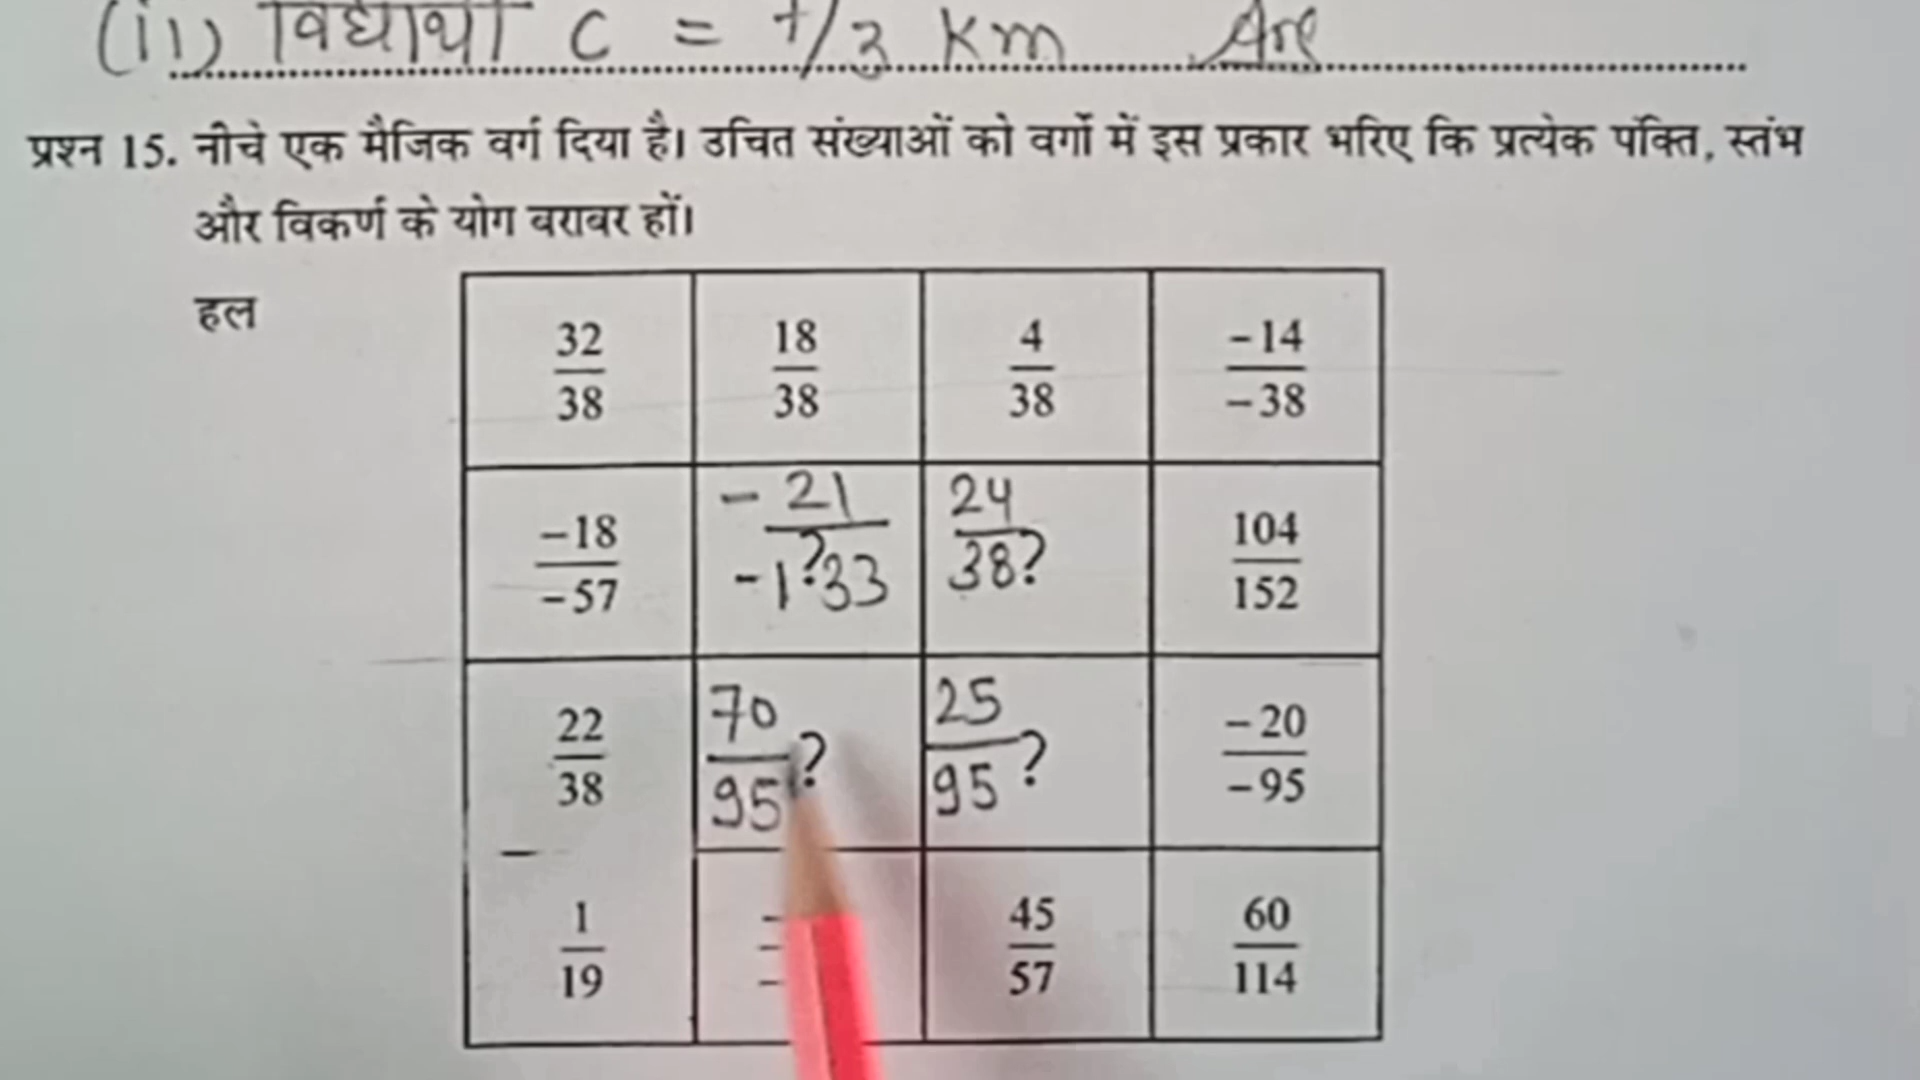 (ii) विद्यार्थी C = 7/3 Km Ans
प्रश्न 15. नीचे एक मैजिक वर्ग दिया है। उचित संख्याओं को वर्गो में इस प्रकार भरिए कि प्रत्येक पंक्ति, स्तंभ
और विकर्ण के योग बराबर हों।
हल
32/38 18/38 4/38 -14/-38
-18/-57 -21/-133 ? 24/38 ? 104/152
22/38 70/95 ? 25/95 ? -20/-95
1/19 45/57 60/114